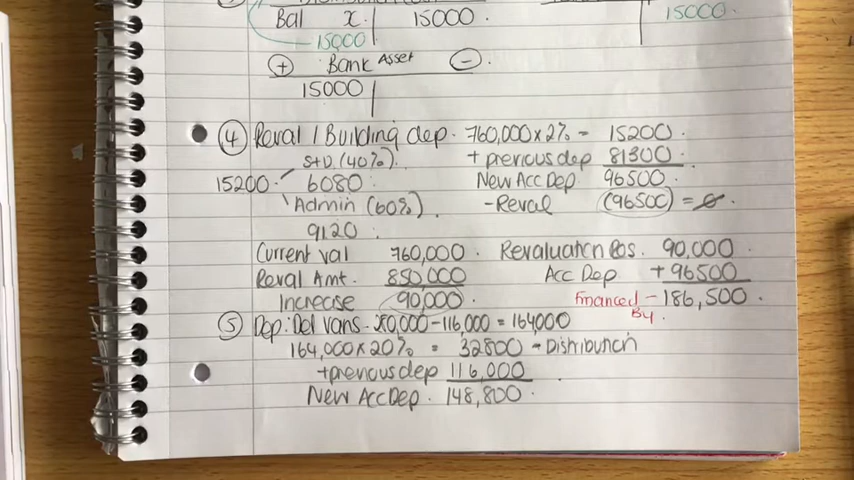 Bal x 15000 15000 . 15000
15000
+ Bank Asset - .
15000
4 Reval / Building dep . 760,000 x 2% = 15200 .
S+D. (40%) . + previous dep 81300 .
15200 . 6080 . New Acc Dep . 96500 .
Admin (60%) . - Reval (96500) = 0 .
9120 .
Current val 760,000 . Revaluation Res . 90,000
Reval Amt . 850,000 Acc Dep + 96500
Increase 90,000 . Financed By . - 186,500 .
5 Dep : Del vans - 280,000 - 116,000 = 164000
164,000 x 20% = 32800 - Distribution
+ previous dep 116,000 .
New Acc Dep . 148,800 .